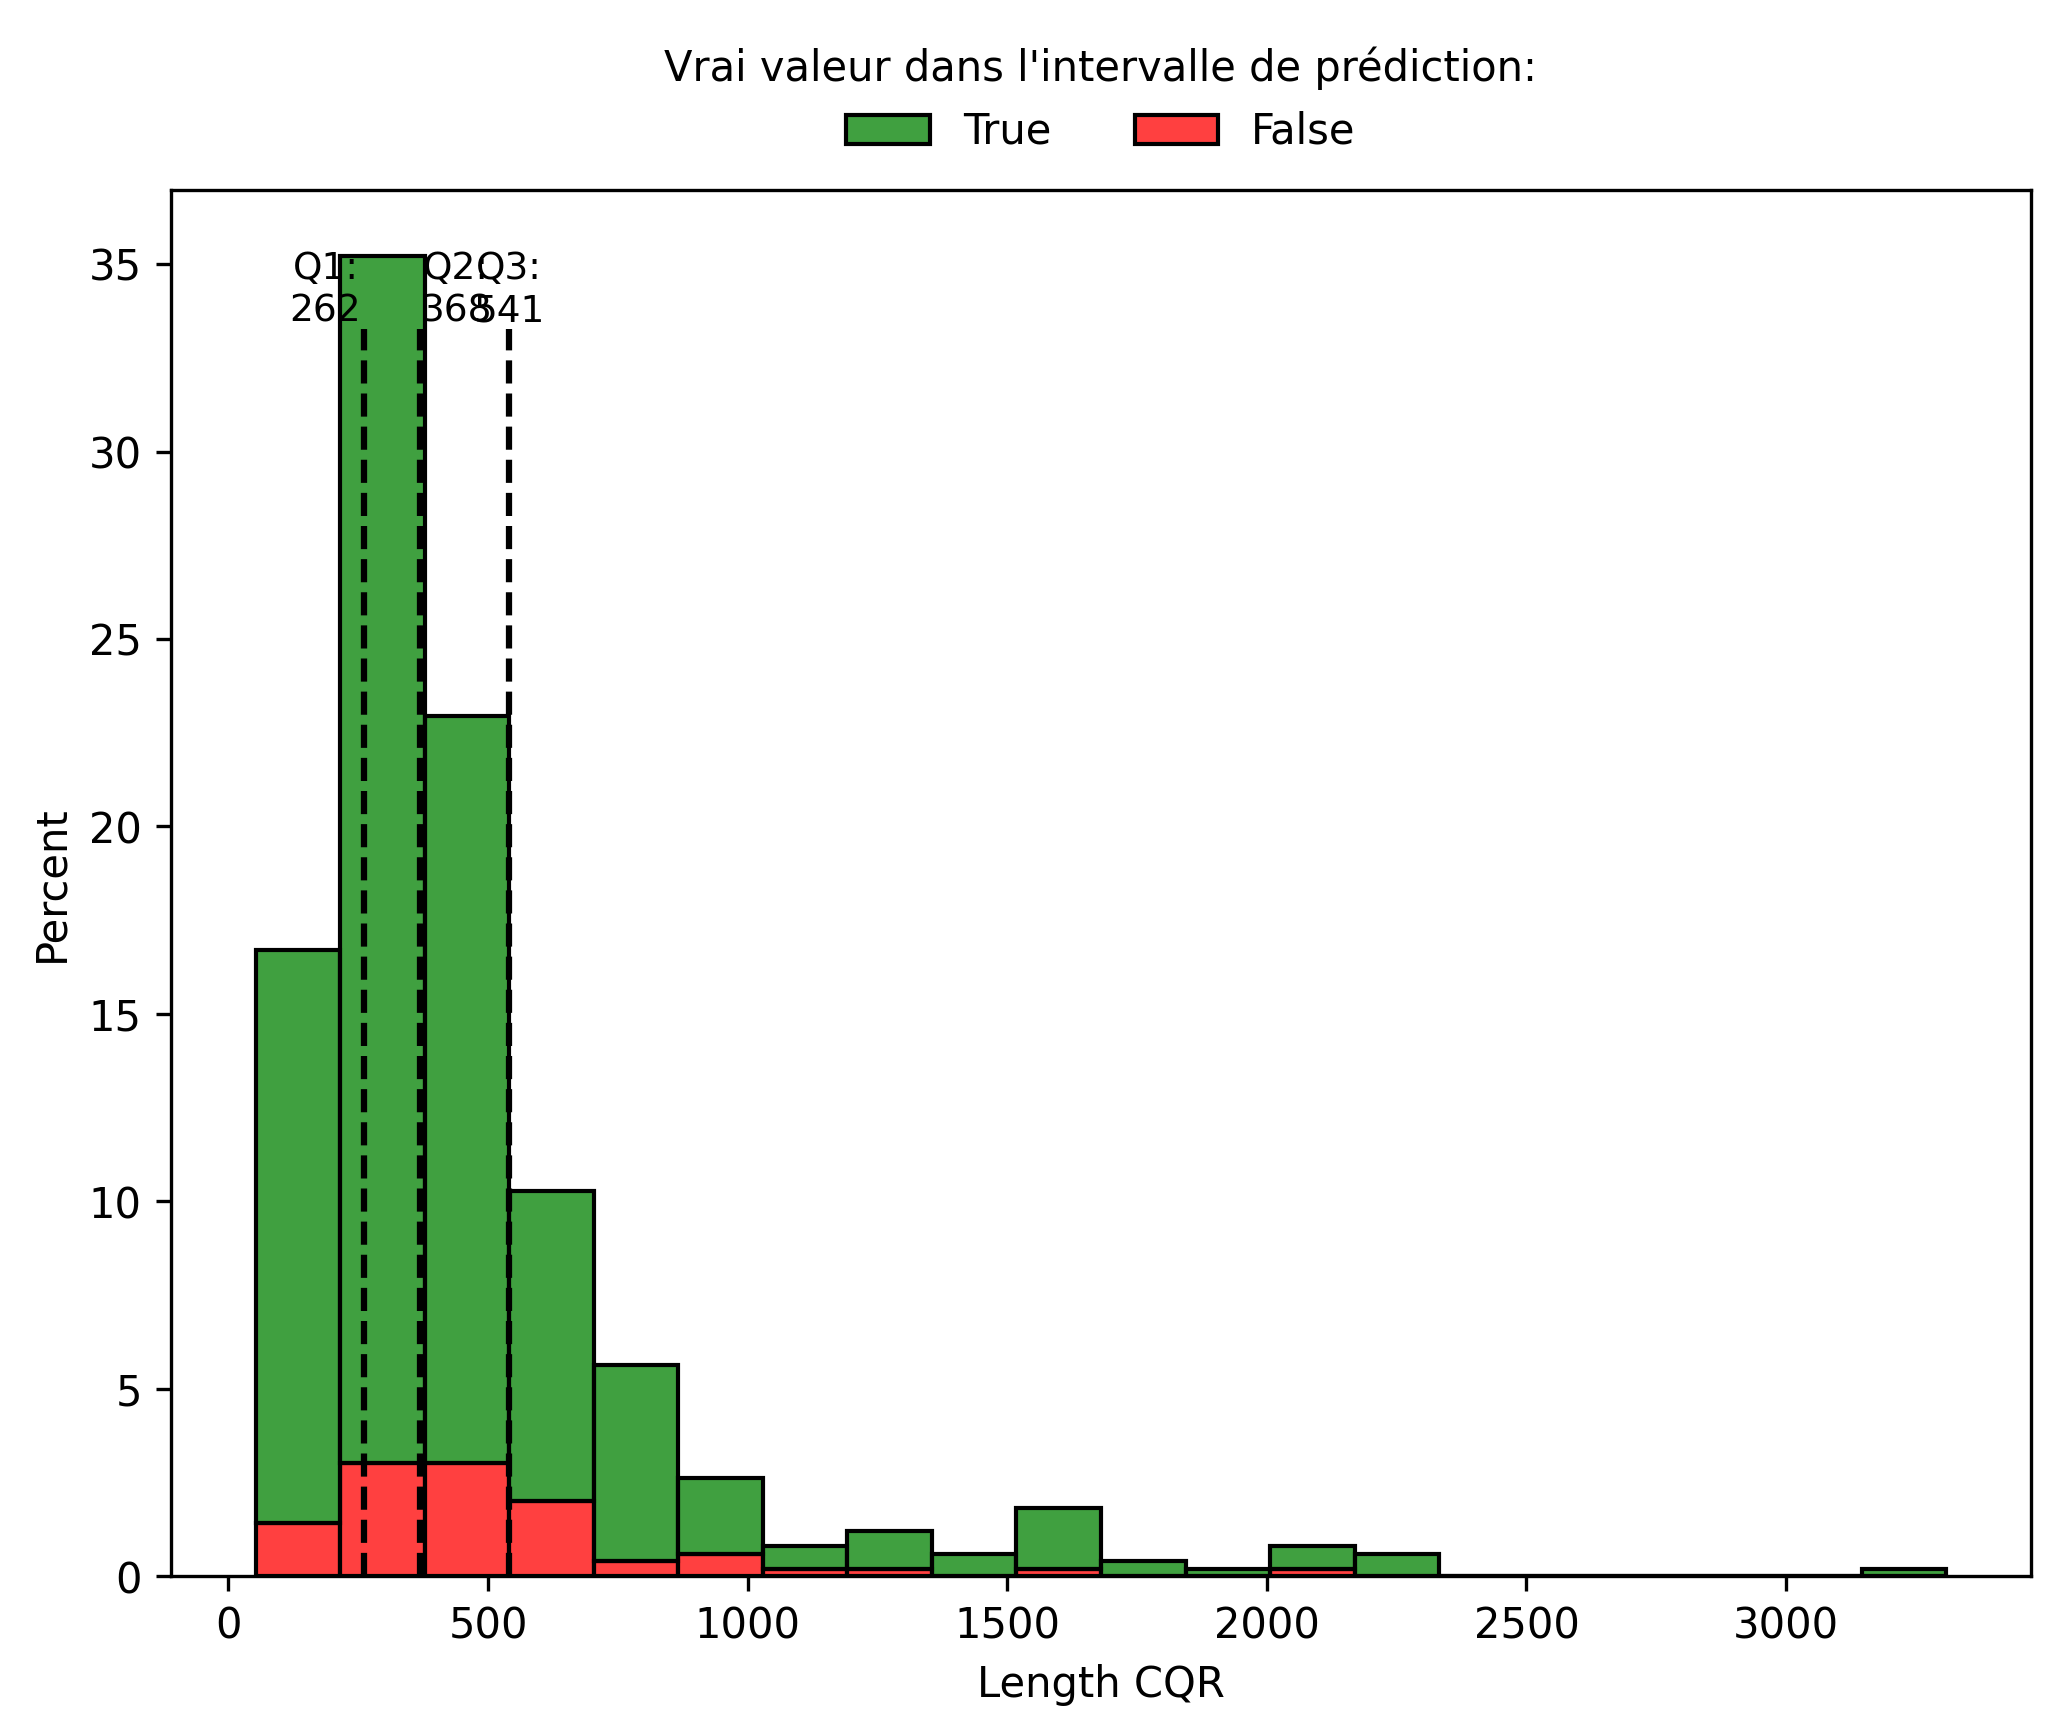 Vrai valeur dans l'intervalle de prédiction:
True False
Q1: Q2: Q3:
262 368 541
35
30
25
20
15
10
5
0
Percent
0 500 1000 1500 2000 2500 3000
Length CQR